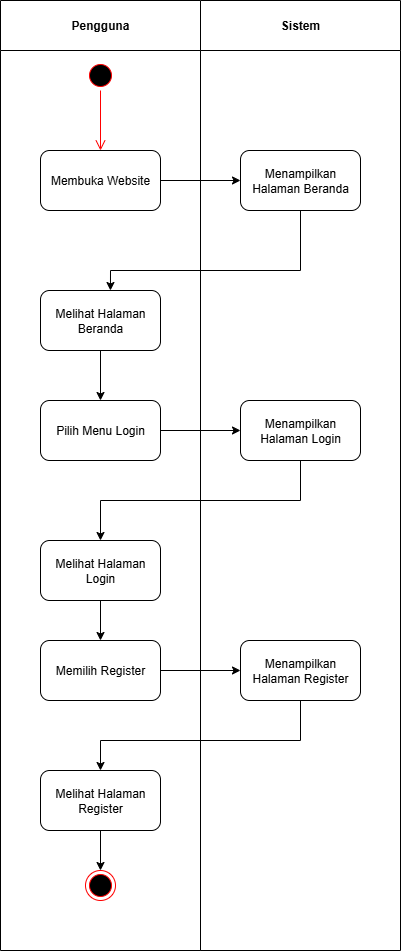 Pengguna
Sistem
Membuka Website
Menampilkan
Halaman Beranda
Melihat Halaman
Beranda
Pilih Menu Login
Menampilkan
Halaman Login
Melihat Halaman
Login
Memilih Register
Menampilkan
Halaman Register
Melihat Halaman
Register